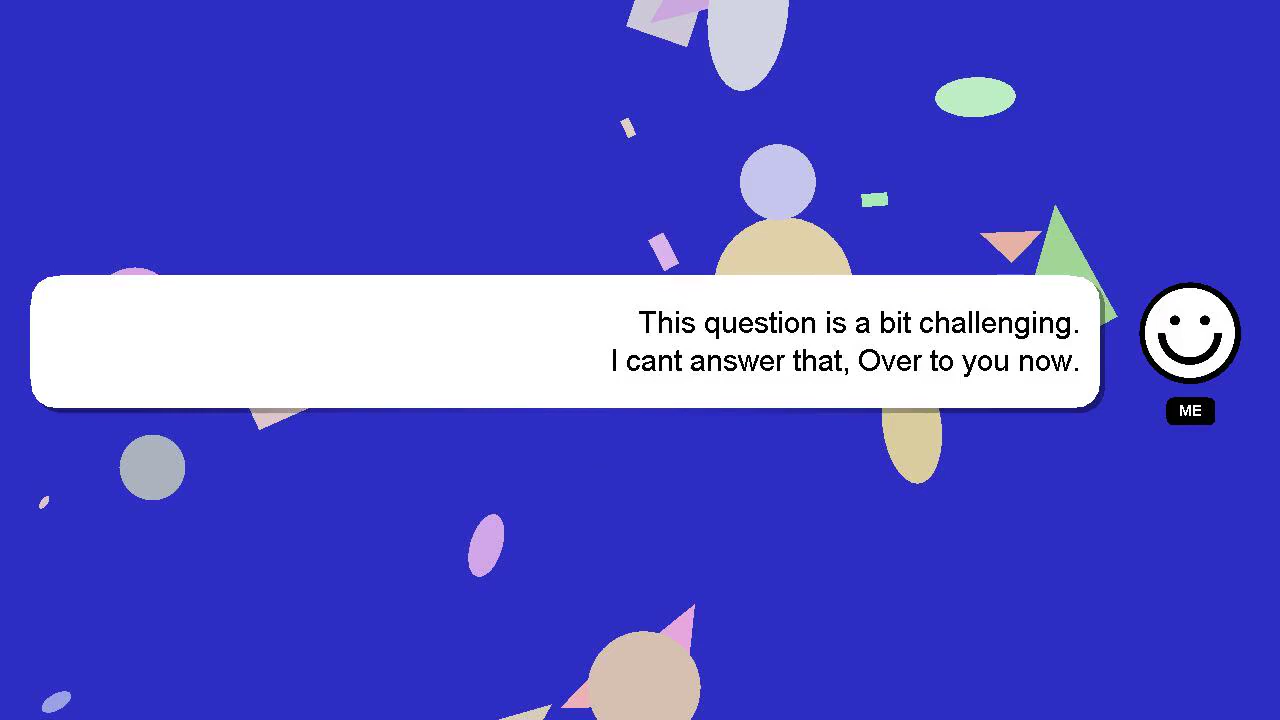 This question is a bit challenging.
I cant answer that, Over to you now.
ME